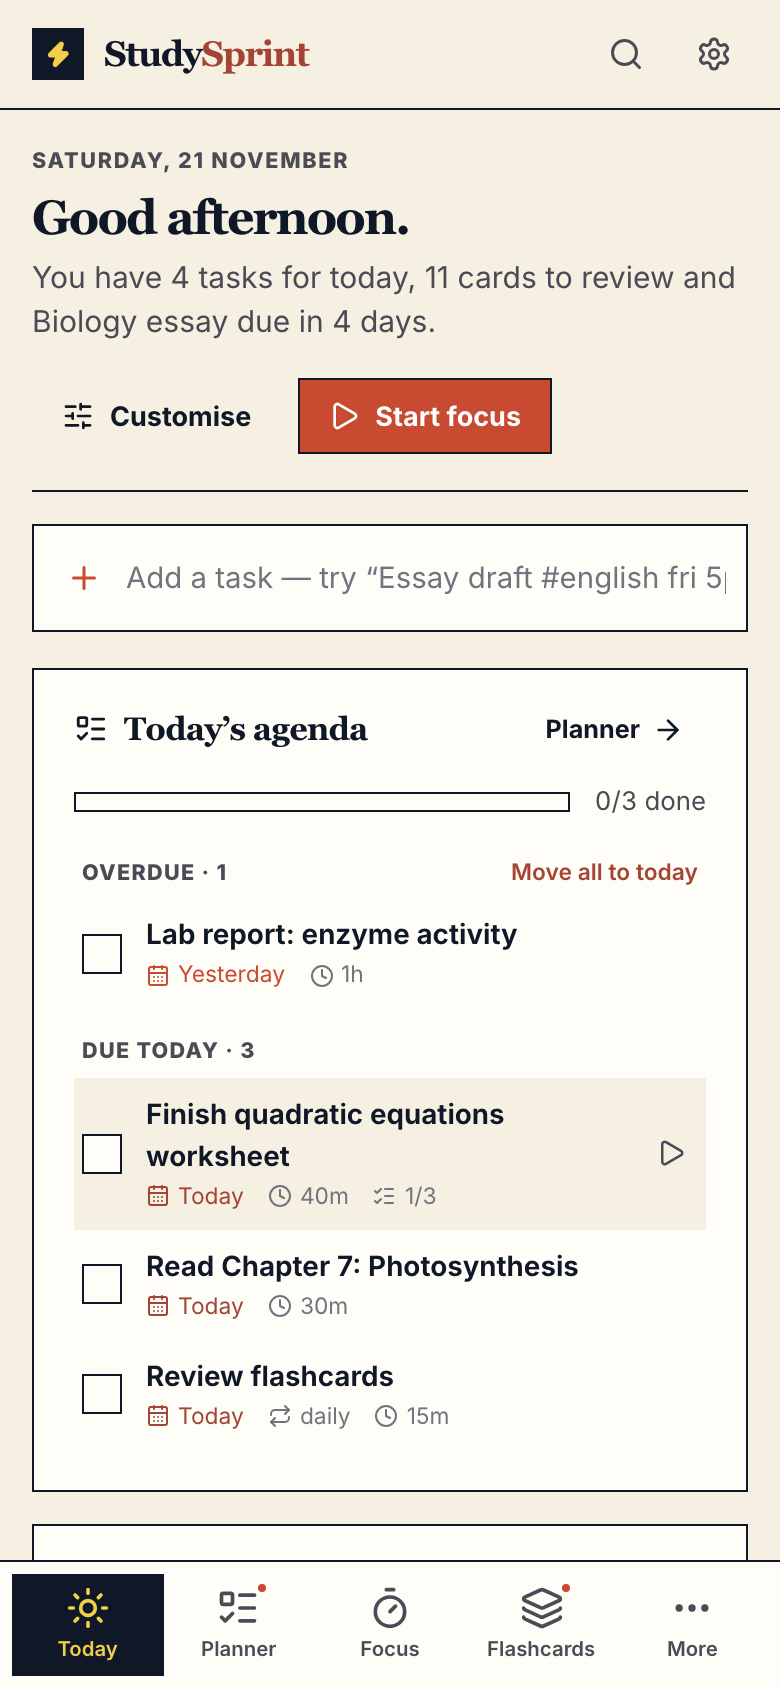 StudySprint
SATURDAY, 21 NOVEMBER
Good afternoon.
You have 4 tasks for today, 11 cards to review and
Biology essay due in 4 days.
Customise
Start focus
Add a task — try “Essay draft #english fri 5
Today’s agenda
Planner
0/3 done
OVERDUE · 1
Move all to today
Lab report: enzyme activity
Yesterday 1h
DUE TODAY · 3
Finish quadratic equations
worksheet
Today 40m 1/3
Read Chapter 7: Photosynthesis
Today 30m
Review flashcards
Today daily 15m
Today
Planner
Focus
Flashcards
More